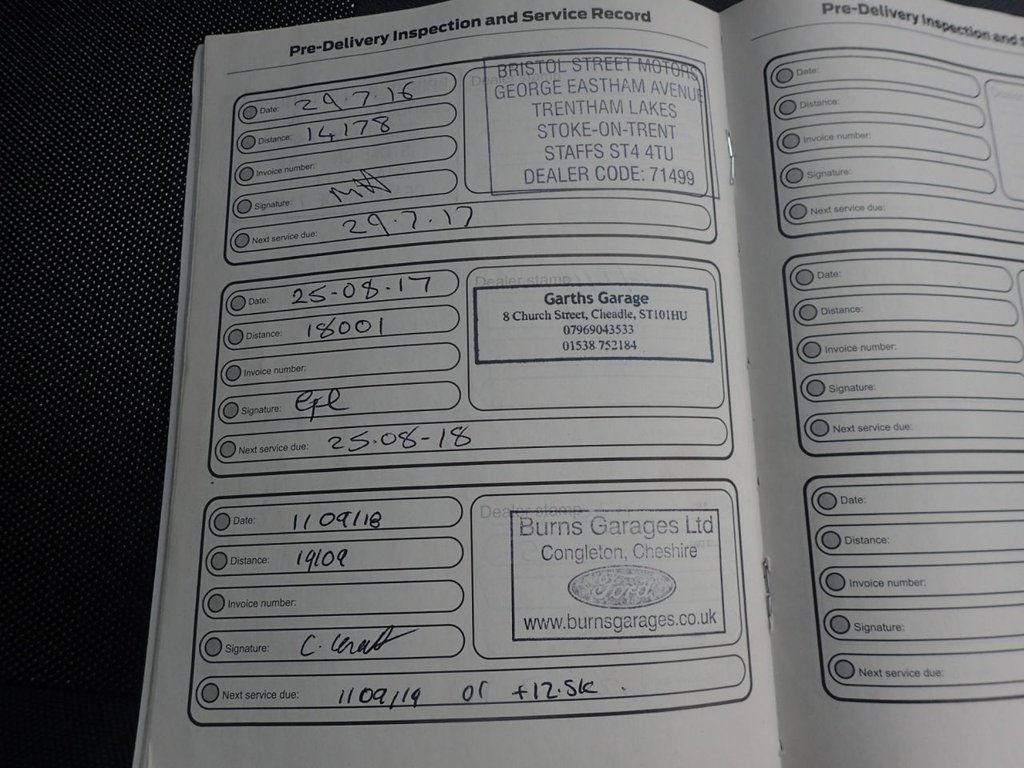 Pre-Delivery Inspection and Service Record
Date: 29.7.16
Distance: 14178
Invoice number:
Signature:
Next service due: 29.7.17
BRISTOL STREET MOTORS
GEORGE EASTHAM AVENUE
TRENTHAM LAKES
STOKE-ON-TRENT
STAFFS ST4 4TU
DEALER CODE: 71499
Date: 25-08-17
Distance: 18001
Invoice number:
Signature:
Next service due: 25.08-18
Dealer stamp
Garths Garage
8 Church Street, Cheadle, ST101HU
07969043533
01538 752184
Date: 11 09/18
Distance: 19109
Invoice number:
Signature: C.
Next service due: 11 09/19 or +12.5K.
Dealer stamp
Burns Garages Ltd
Congleton, Cheshire
Ford
www.burnsgarages.co.uk
Pre-Delivery Inspection and
Date:
Distance:
Invoice number:
Signature:
Next service due:
Date:
Distance:
Invoice number:
Signature:
Next service due:
Date:
Distance:
Invoice number:
Signature:
Next service due: